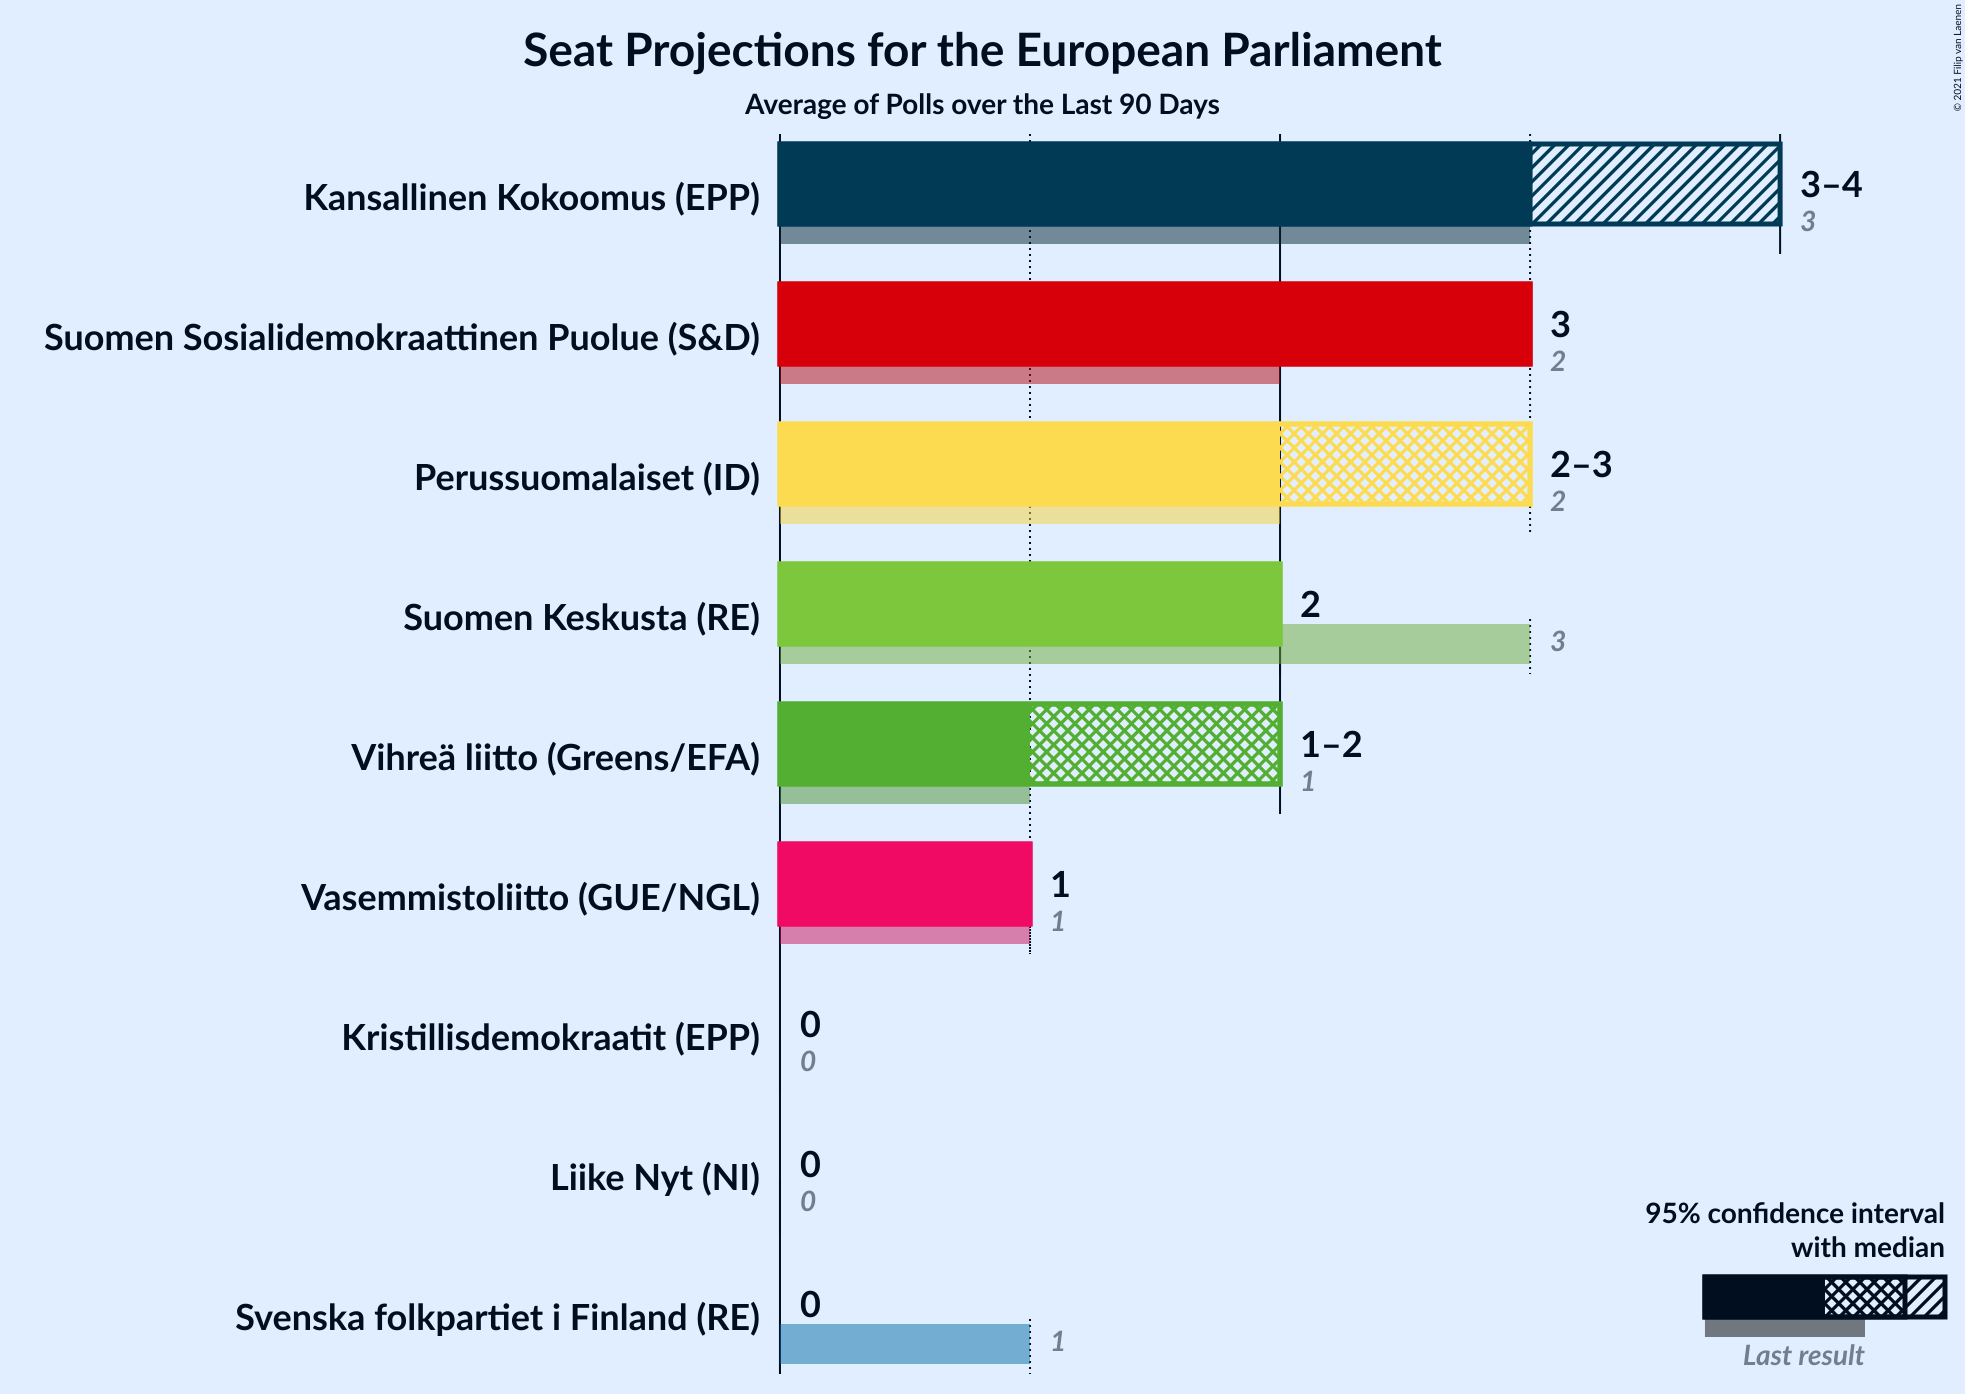 Seat Projections for the European Parliament
Average of Polls over the Last 90 Days
© 2021 Filip van Laenen
Kansallinen Kokoomus (EPP)
3–4
3
Suomen Sosialidemokraattinen Puolue (S&D)
3
2
Perussuomalaiset (ID)
2–3
2
Suomen Keskusta (RE)
2
3
Vihreä liitto (Greens/EFA)
1–2
1
Vasemmistoliitto (GUE/NGL)
1
1
Kristillisdemokraatit (EPP)
0
0
Liike Nyt (NI)
0
0
Svenska folkpartiet i Finland (RE)
0
1
95% confidence interval
with median
Last result